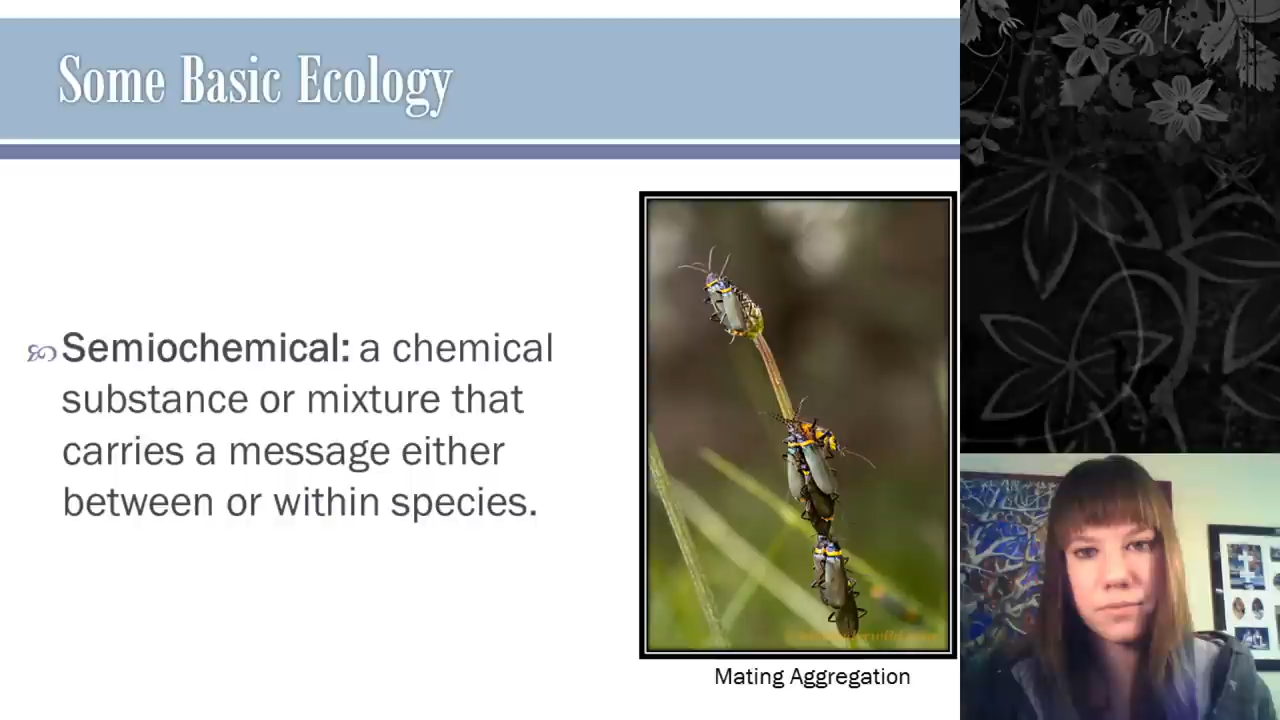 Some Basic Ecology
Semiochemical: a chemical
substance or mixture that
carries a message either
between or within species.
Mating Aggregation